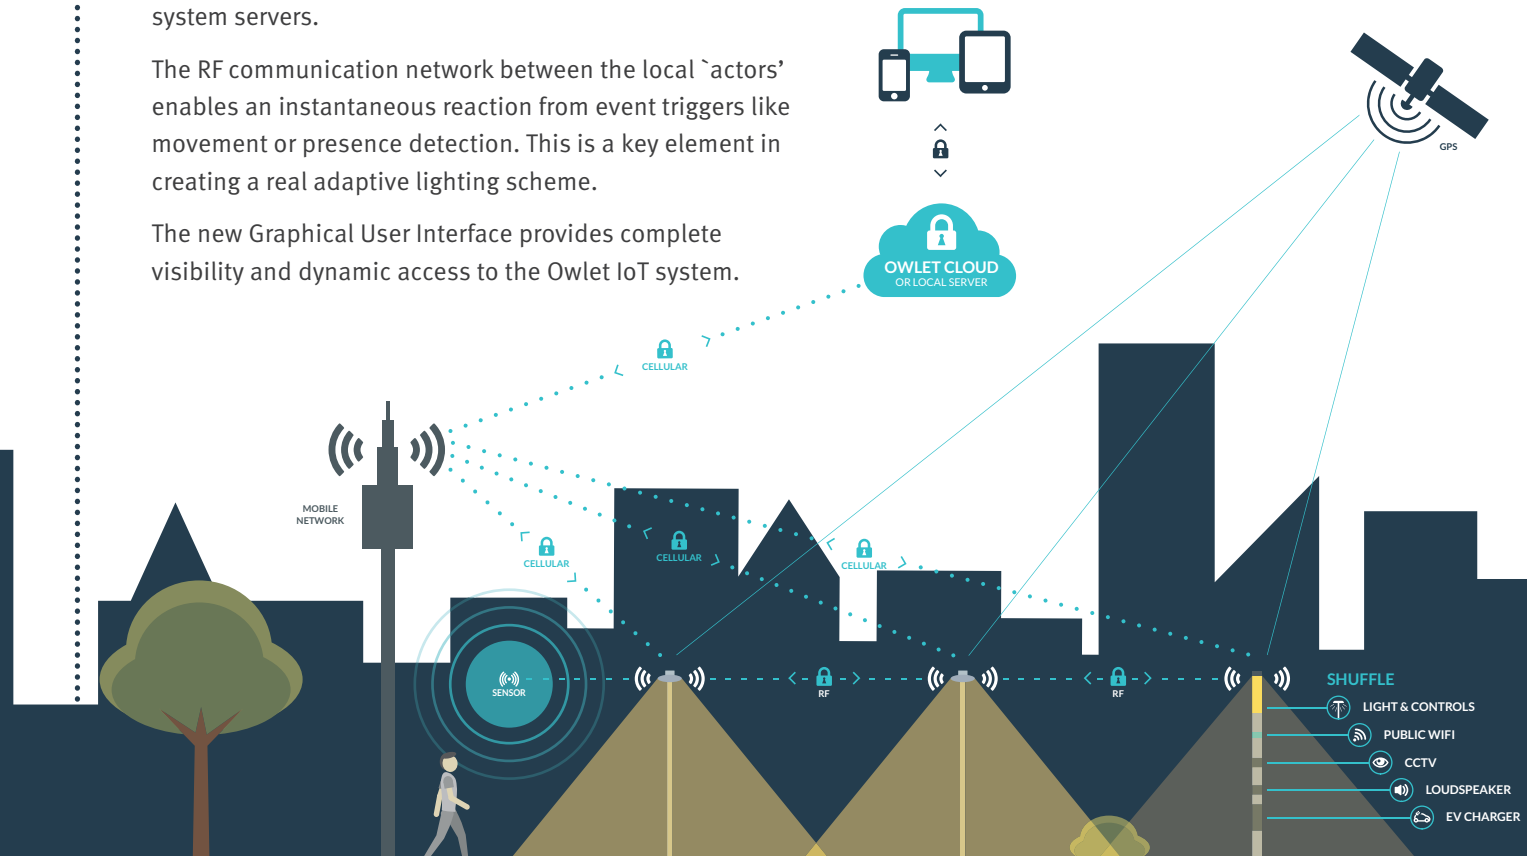 system servers.
The RF communication network between the local `actors’
enables an instantaneous reaction from event triggers like
movement or presence detection. This is a key element in
creating a real adaptive lighting scheme.
The new Graphical User Interface provides complete
visibility and dynamic access to the Owlet IoT system.
GPS
OWLET CLOUD
OR LOCAL SERVER
CELLULAR
MOBILE
NETWORK
CELLULAR
CELLULAR
CELLULAR
SENSOR
RF
RF
SHUFFLE
LIGHT & CONTROLS
PUBLIC WIFI
CCTV
LOUDSPEAKER
EV CHARGER